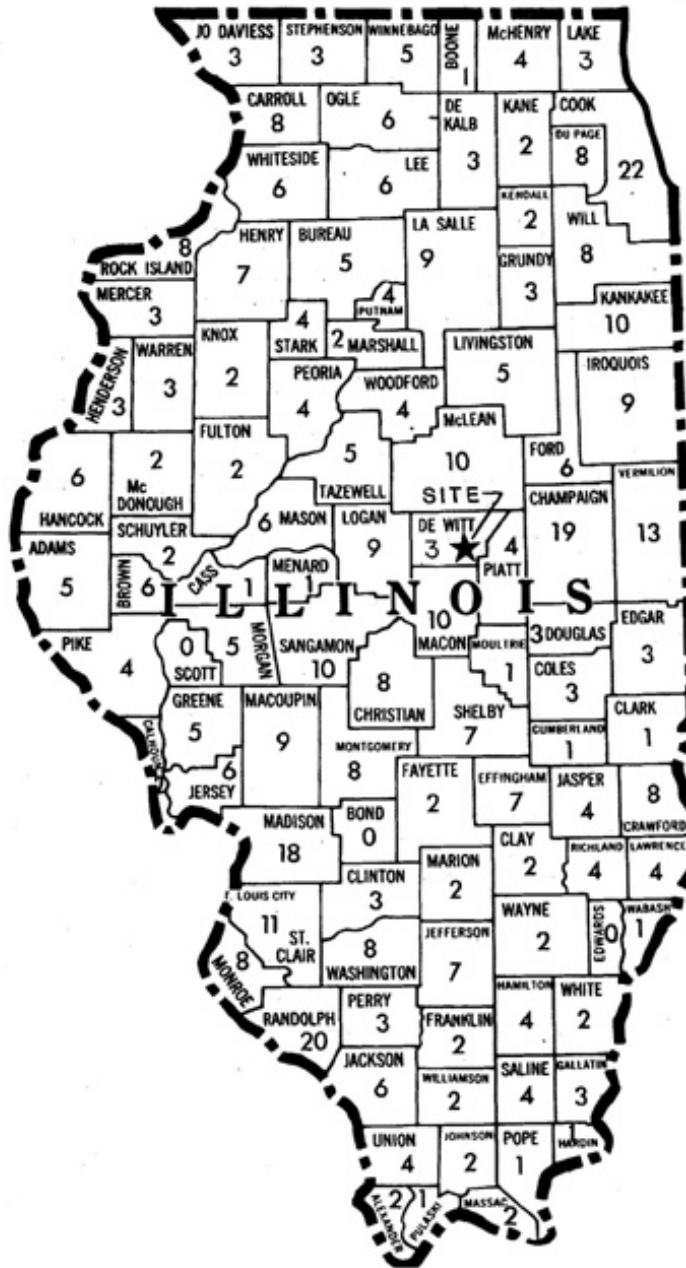 JO DAVIESS STEPHENSON WINNEBAGO BOONE McHENRY LAKE
3 3 5 1 4 3
CARROLL OGLE DE KALB KANE COOK
8 6 3 2 22
DU PAGE
8
WHITESIDE LEE
6 6
KENDALL
2
WILL
8
ROCK ISLAND
8
HENRY
7
BUREAU
5
LA SALLE
9
GRUNDY
3
MERCER
3
PUTNAM
4
KANKAKEE
10
HENDERSON
3
WARREN
3
KNOX
2
STARK
4
MARSHALL
2
LIVINGSTON
5
IROQUOIS
9
PEORIA
4
WOODFORD
4
HANCOCK
6
Mc DONOUGH
2
FULTON
2
TAZEWELL
5
McLEAN
10
FORD
6
VERMILION
13
SITE
ADAMS
5
SCHUYLER
2
BROWN
6
CASS
1
MASON
6
MENARD
1
LOGAN
9
DE WITT
3
PIATT
4
CHAMPAIGN
19
ILLINOIS
PIKE
4
SCOTT
0
MORGAN
5
SANGAMON
10
MACON
10
MOULTRIE
1
DOUGLAS
3
EDGAR
3
COLES
3
CHRISTIAN
8
GREENE
5
MACOUPIN
9
SHELBY
7
CUMBERLAND
1
CLARK
1
CALHOUN
JERSEY
6
MONTGOMERY
8
FAYETTE
2
EFFINGHAM
7
JASPER
4
CRAWFORD
8
MADISON
18
BOND
0
CLAY
2
RICHLAND
4
LAWRENCE
4
MARION
2
CLINTON
3
LOUIS CITY
11
ST. CLAIR
WAYNE
2
EDWARDS
0
WABASH
1
MONROE
8
WASHINGTON
8
JEFFERSON
7
RANDOLPH
20
PERRY
3
FRANKLIN
2
HAMILTON
4
WHITE
2
JACKSON
6
WILLIAMSON
2
SALINE
4
GALLATIN
3
UNION
4
JOHNSON
2
POPE
1
HARDIN
1
ALEXANDER
2
PULASKI
1
MASSAC
2